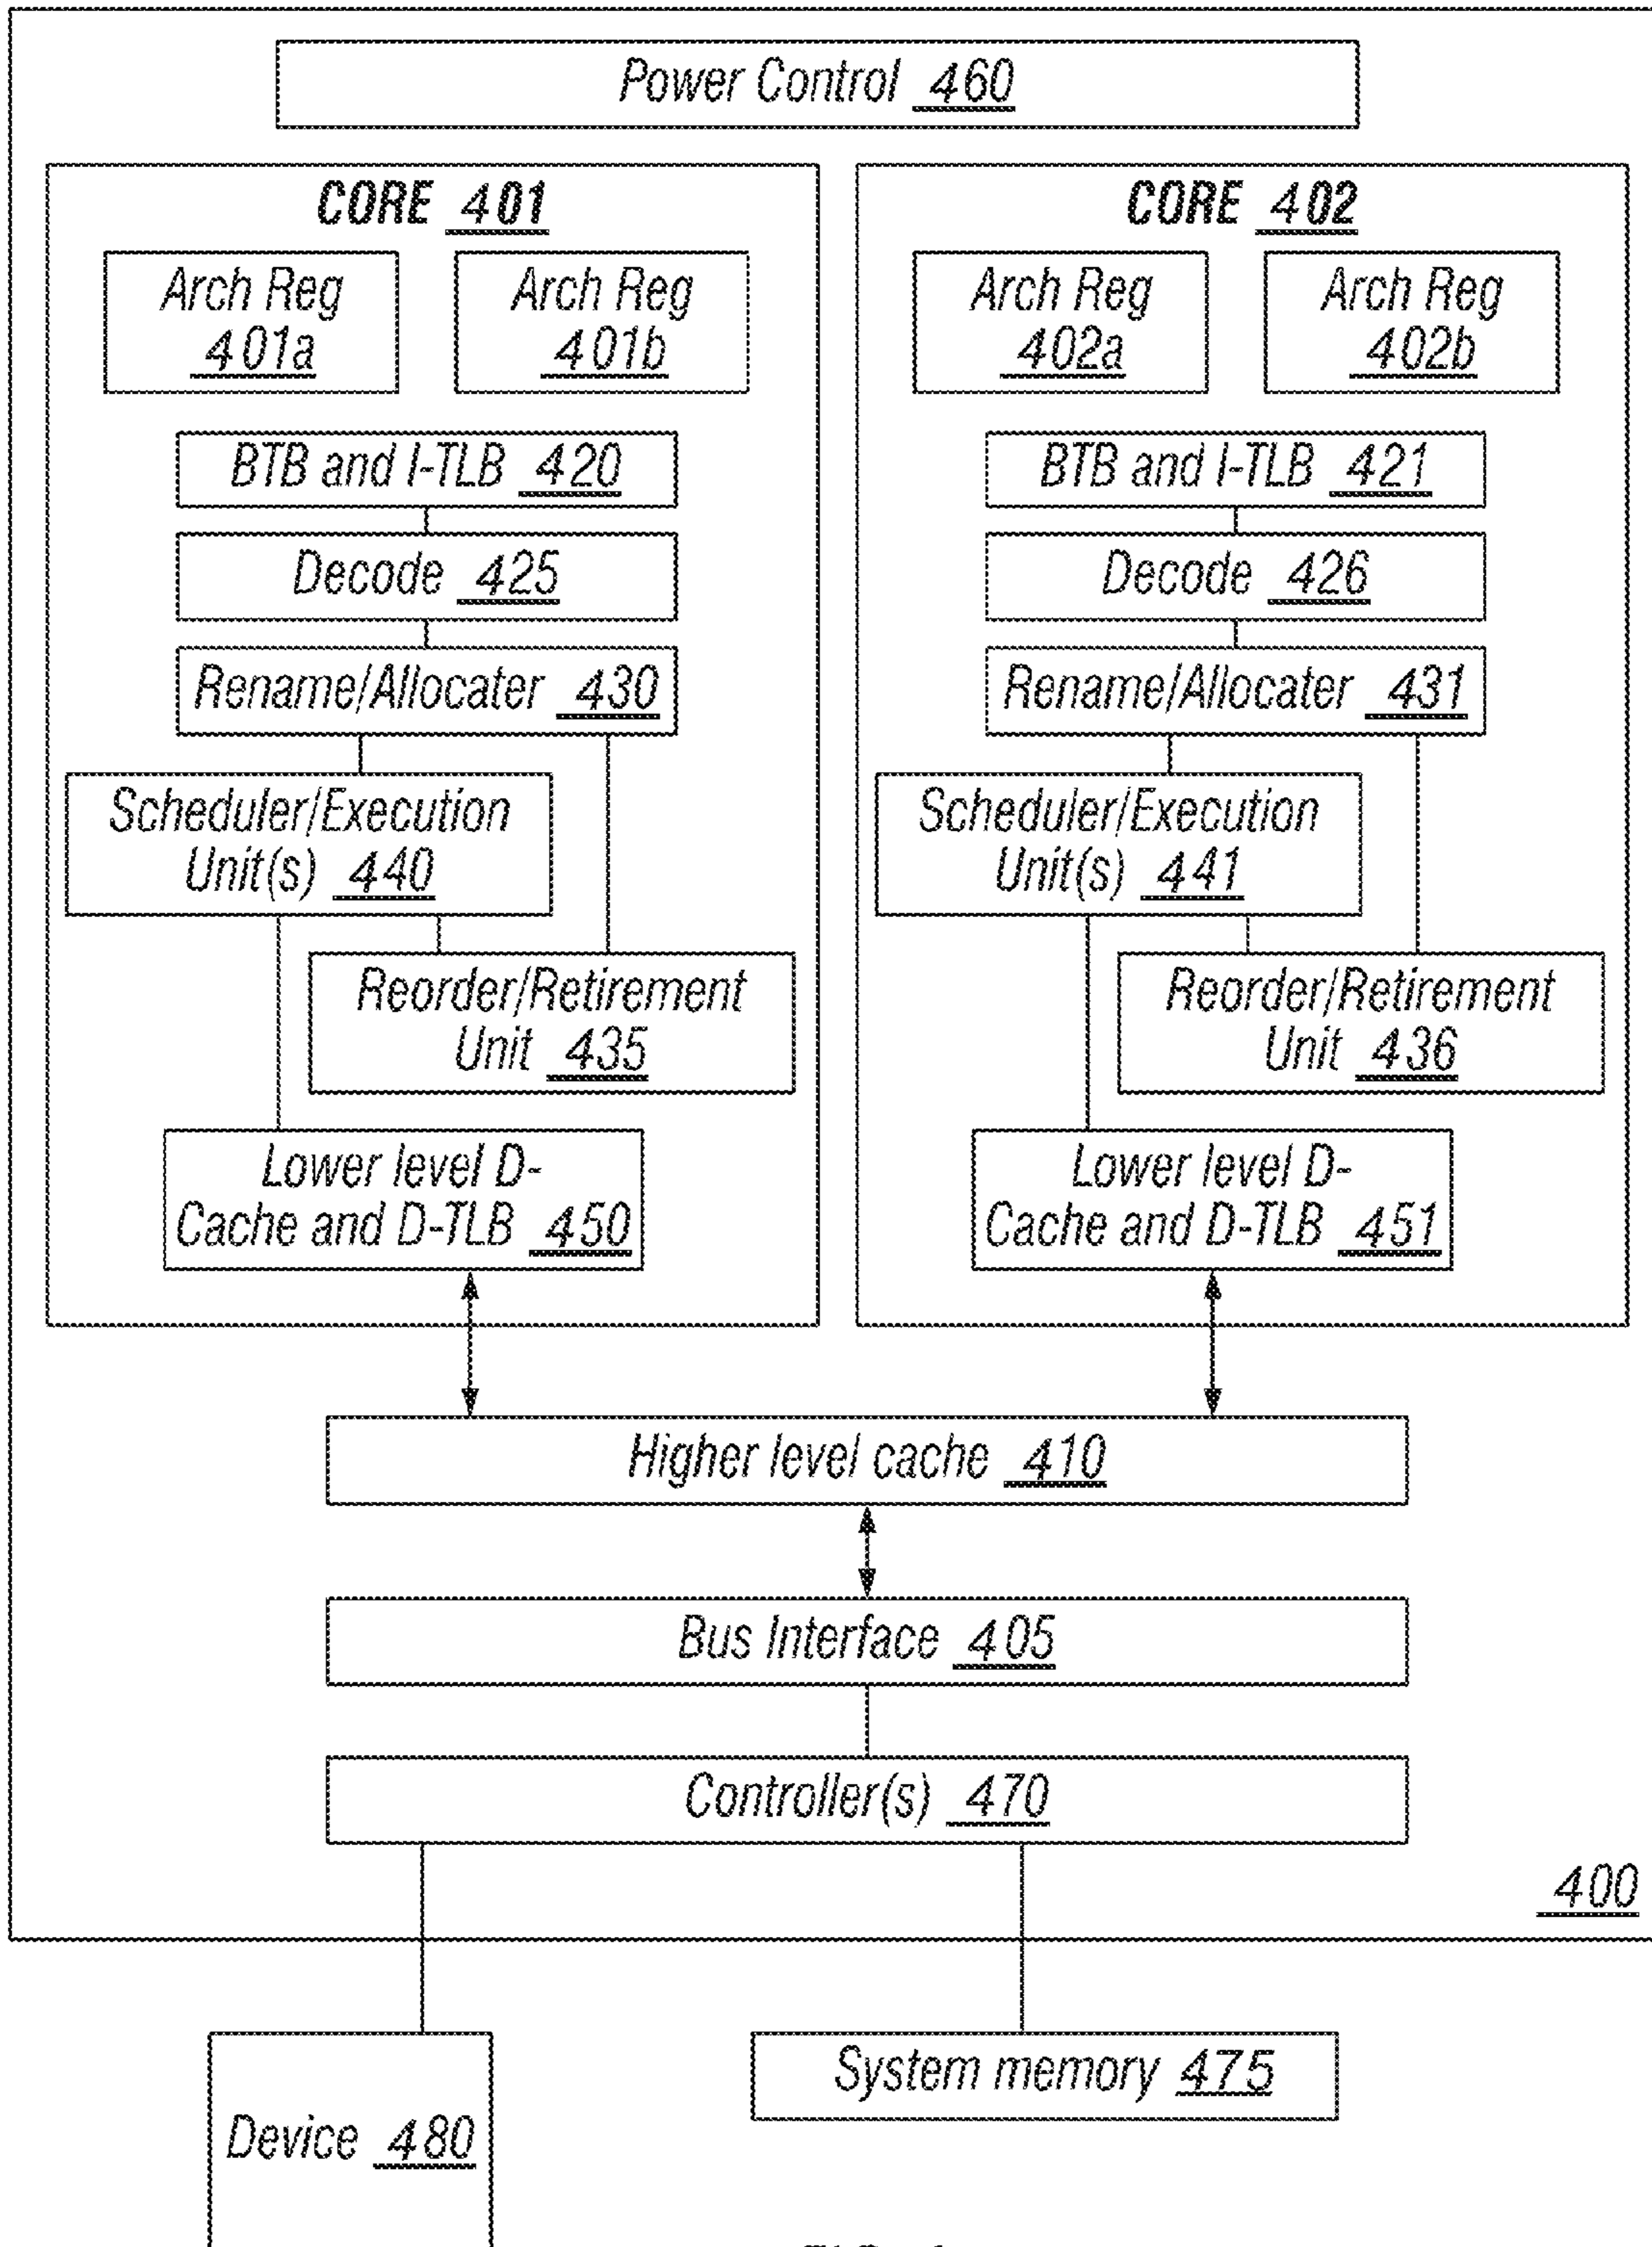 Power Control 460
CORE 401
Arch Reg
401a
Arch Reg
401b
BTB and I-TLB 420
Decode 425
Rename/Allocater 430
Scheduler/Execution
Unit(s) 440
Reorder/Retirement
Unit 435
Lower level D-
Cache and D-TLB 450
CORE 402
Arch Reg
402a
Arch Reg
402b
BTB and I-TLB 421
Decode 426
Rename/Allocater 431
Scheduler/Execution
Unit(s) 441
Reorder/Retirement
Unit 436
Lower level D-
Cache and D-TLB 451
Higher level cache 410
Bus Interface 405
Controller(s) 470
400
System memory 475
Device 480